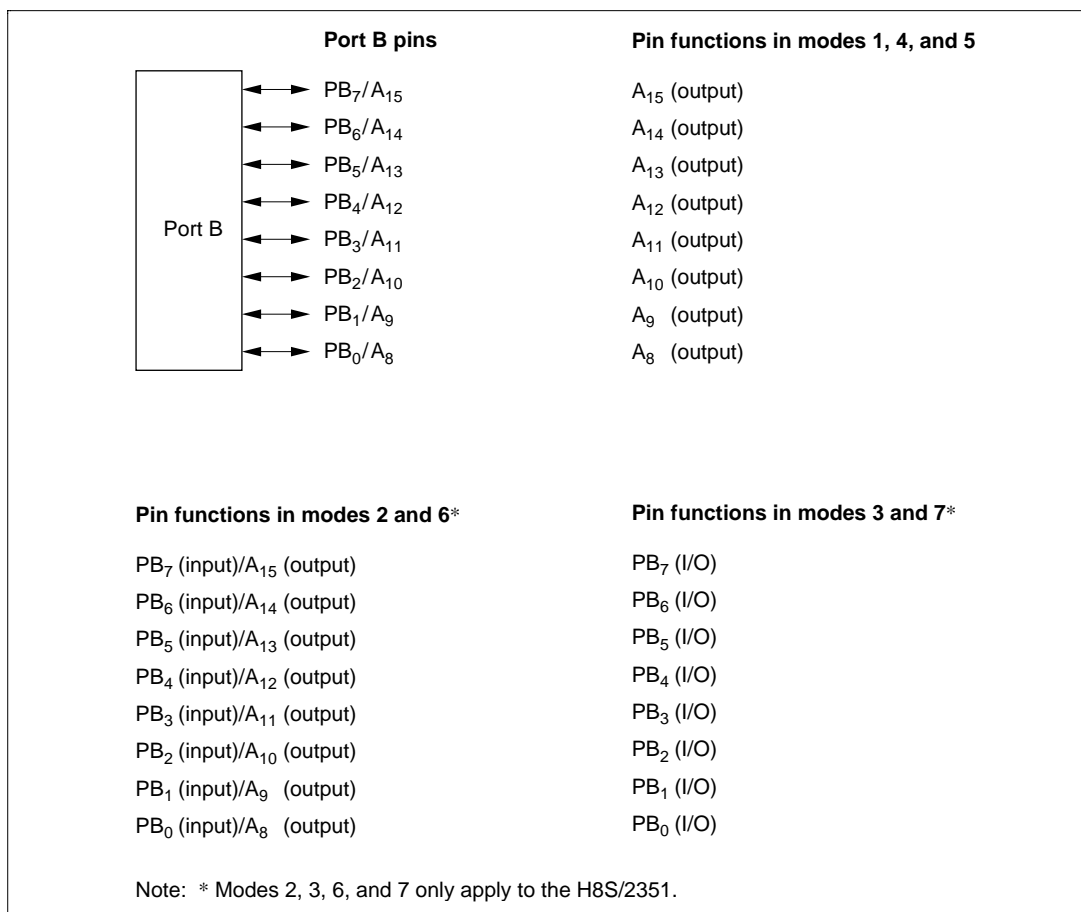 Port B pins Pin functions in modes 1, 4, and 5
PB7/A15 A15 (output)
PB6/A14 A14 (output)
PB5/A13 A13 (output)
PB4/A12 A12 (output)
Port B
PB3/A11 A11 (output)
PB2/A10 A10 (output)
PB1/A9 A9 (output)
PB0/A8 A8 (output)
Pin functions in modes 2 and 6* Pin functions in modes 3 and 7*
PB7 (input)/A15 (output) PB7 (I/O)
PB6 (input)/A14 (output) PB6 (I/O)
PB5 (input)/A13 (output) PB5 (I/O)
PB4 (input)/A12 (output) PB4 (I/O)
PB3 (input)/A11 (output) PB3 (I/O)
PB2 (input)/A10 (output) PB2 (I/O)
PB1 (input)/A9 (output) PB1 (I/O)
PB0 (input)/A8 (output) PB0 (I/O)
Note: * Modes 2, 3, 6, and 7 only apply to the H8S/2351.